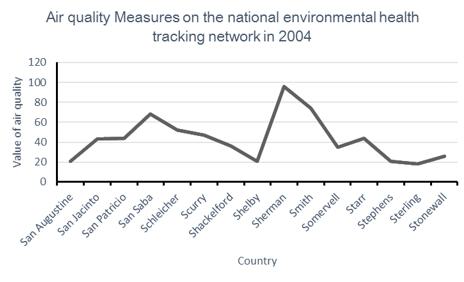 Air quality Measures on the national environmental health
tracking network in 2004
Value of air quality
120
100
80
60
40
20
0
San Augustine
San Jacinto
San Patricio
San Saba
Schleicher
Scurry
Shackelford
Shelby
Sherman
Smith
Somervell
Starr
Stephens
Sterling
Stonewall
Country